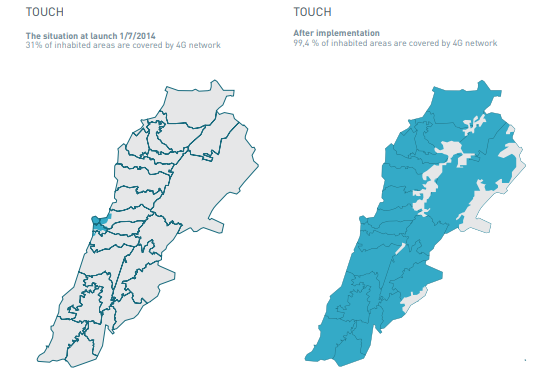 TOUCH
The situation at launch 1/7/2014
31% of inhabited areas are covered by 4G network
TOUCH
After implementation
99,4 % of inhabited areas are covered by 4G network